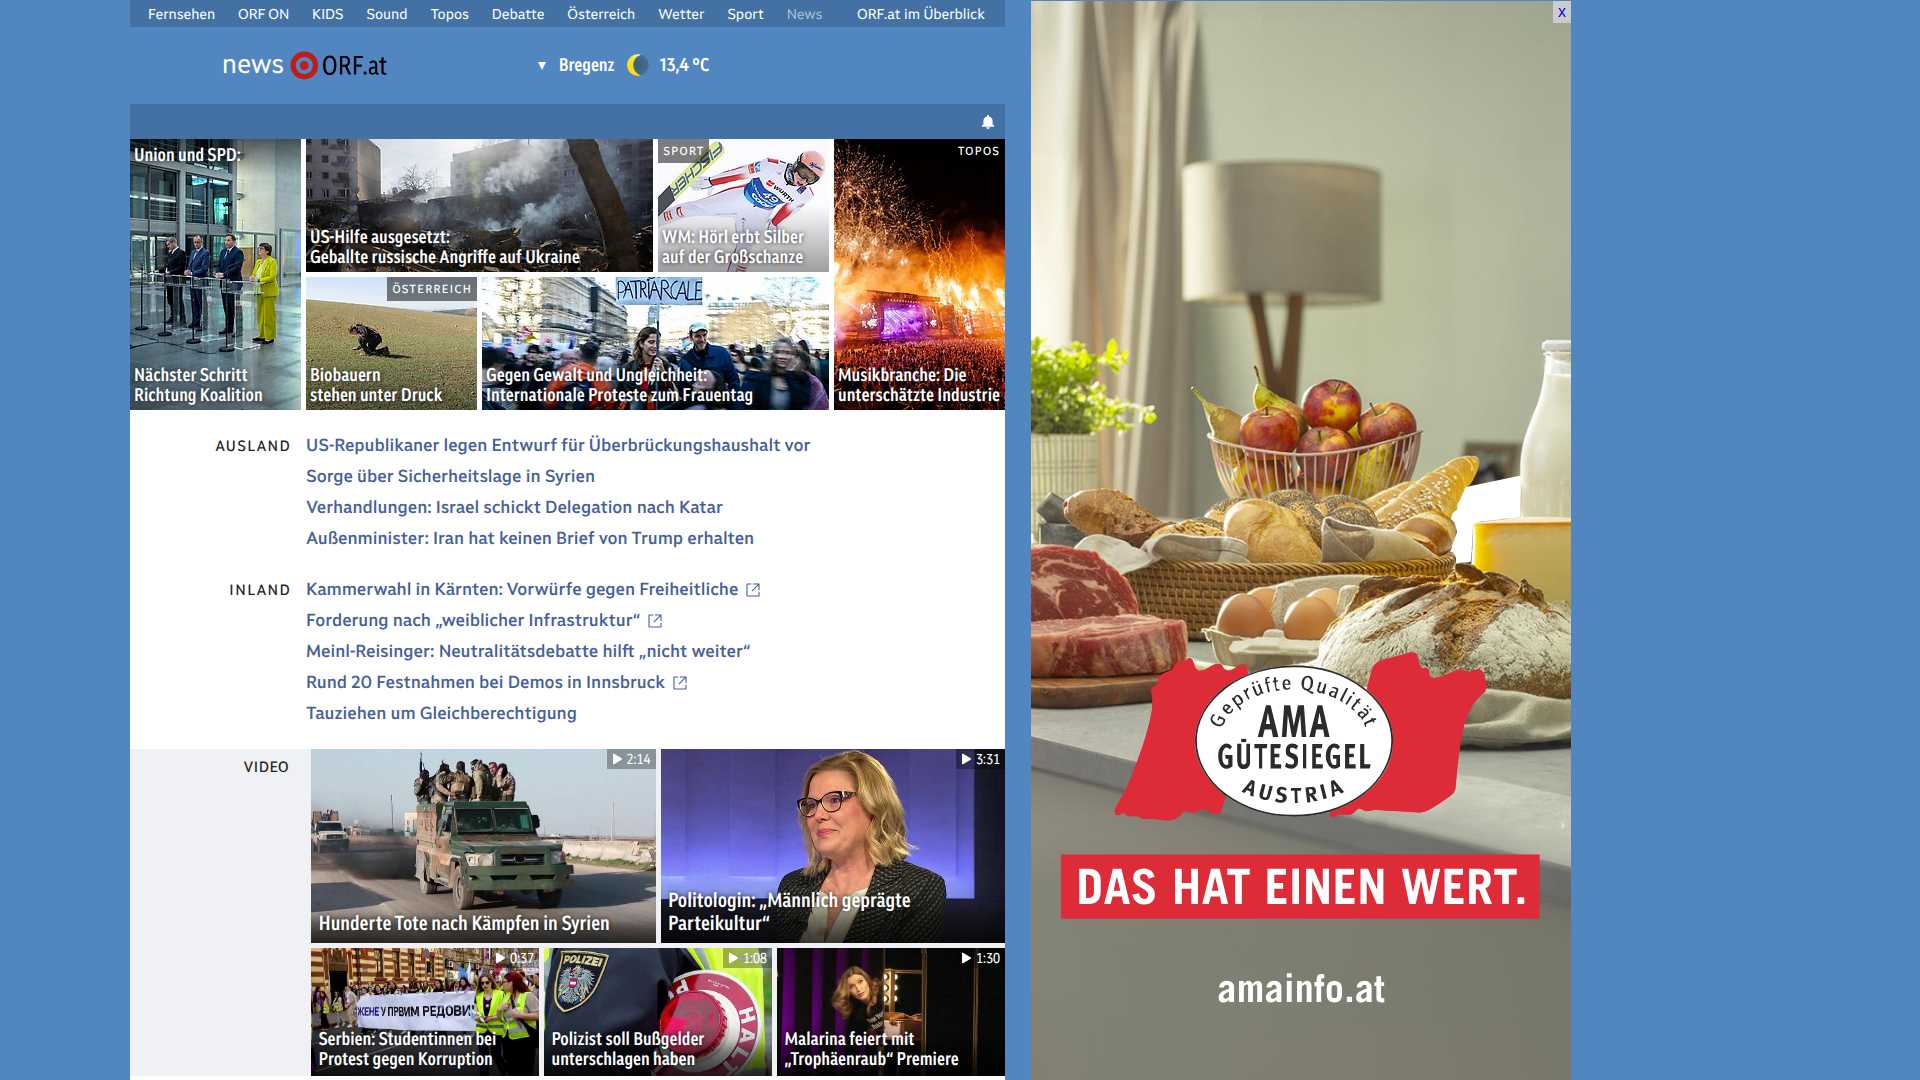 Fernsehen ORF ON KIDS Sound Topos Debatte Österreich Wetter Sport News ORF.at im Überblick
news ORF.at
▼ Bregenz 13,4 °C
Union und SPD:
Nächster Schritt
Richtung Koalition
US-Hilfe ausgesetzt:
Geballte russische Angriffe auf Ukraine
SPORT
FISCHER
WÜRTH
49
WM: Hörl erbt Silber
auf der Großschanze
TOPOS
Musikbranche: Die
unterschätzte Industrie
ÖSTERREICH
Biobauern
stehen unter Druck
PATRIARCALE
Gegen Gewalt und Ungleichheit:
Internationale Proteste zum Frauentag
AUSLAND
US-Republikaner legen Entwurf für Überbrückungshaushalt vor
Sorge über Sicherheitslage in Syrien
Verhandlungen: Israel schickt Delegation nach Katar
Außenminister: Iran hat keinen Brief von Trump erhalten
INLAND
Kammerwahl in Kärnten: Vorwürfe gegen Freiheitliche
Forderung nach „weiblicher Infrastruktur“
Meinl-Reisinger: Neutralitätsdebatte hilft „nicht weiter“
Rund 20 Festnahmen bei Demos in Innsbruck
Tauziehen um Gleichberechtigung
VIDEO
2:14
Hunderte Tote nach Kämpfen in Syrien
3:31
Politologin: „Männlich geprägte
Parteikultur“
0:37
ЖЕНЕ У ПРВИМ РЕДОВИ
Serbien: Studentinnen bei
Protest gegen Korruption
1:08
POLIZEI
HALT
Polizist soll Bußgelder
unterschlagen haben
1:30
Malarina feiert mit
„Trophäenraub“ Premiere
X
Geprüfte Qualität
AMA
GÜTESIEGEL
AUSTRIA
DAS HAT EINEN WERT.
amainfo.at